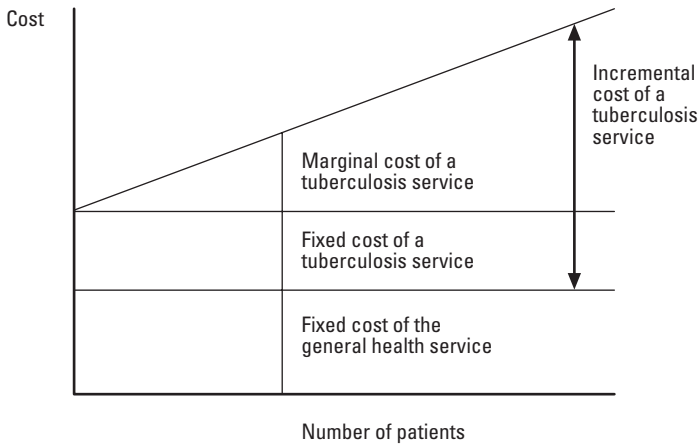 Cost
Incremental
cost of a
tuberculosis
service
Marginal cost of a
tuberculosis service
Fixed cost of a
tuberculosis service
Fixed cost of the
general health service
Number of patients